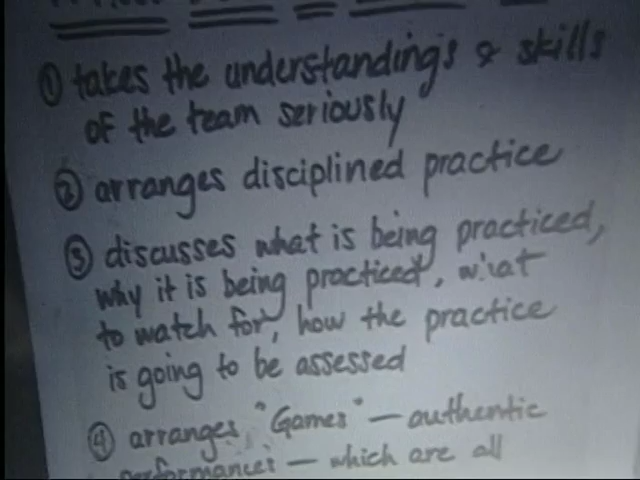 ① takes the understanding's & skills
of the team seriously
② arranges disciplined practice
③ discusses what is being practiced,
why it is being practiced, what
to watch for, how the practice
is going to be assessed
④ arranges "Games" — authentic
performances — which are all